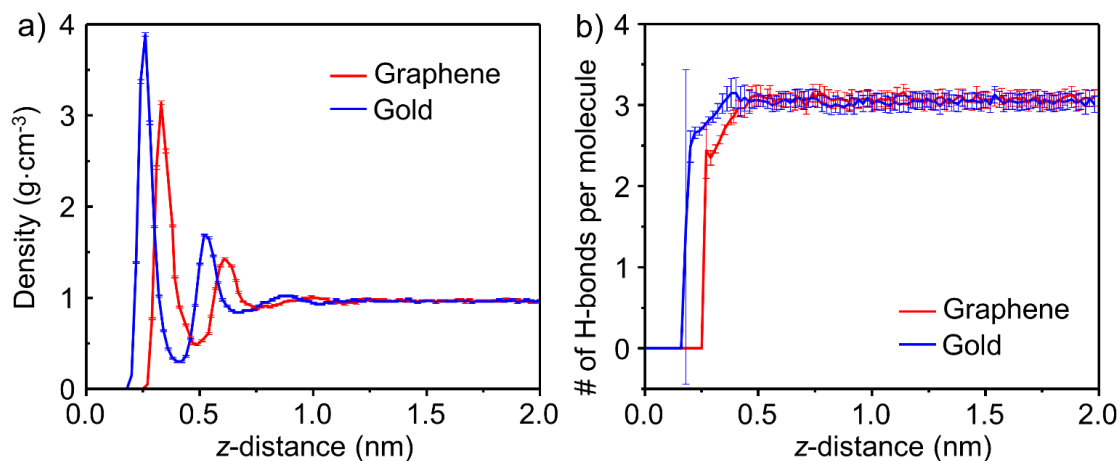 a)
Density (g·cm⁻³)
4
3
2
1
0
Graphene
Gold
0.0 0.5 1.0 1.5 2.0
z-distance (nm)
b)
# of H-bonds per molecule
4
3
2
1
0
Graphene
Gold
0.0 0.5 1.0 1.5 2.0
z-distance (nm)